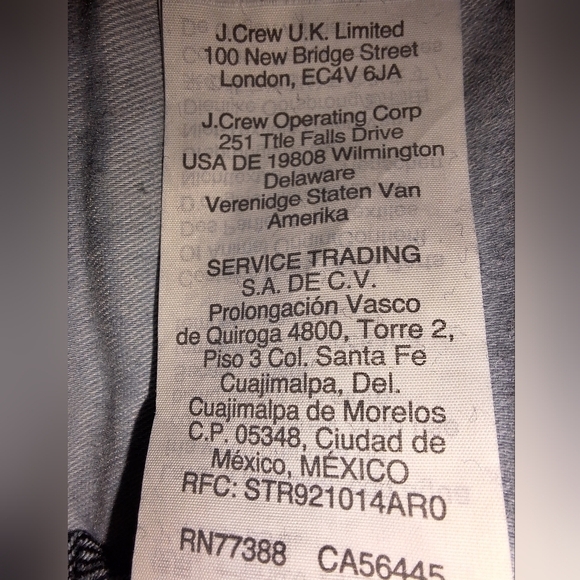 J.Crew U.K. Limited
100 New Bridge Street
London, EC4V 6JA
J.Crew Operating Corp
251 Ttle Falls Drive
USA DE 19808 Wilmington
Delaware
Verenidge Staten Van
Amerika
SERVICE TRADING
S.A. DE C.V.
Prolongación Vasco
de Quiroga 4800, Torre 2,
Piso 3 Col. Santa Fe
Cuajimalpa, Del.
Cuajimalpa de Morelos
C.P. 05348, Ciudad de
México, MÉXICO
RFC: STR921014AR0
RN77388 CA56445